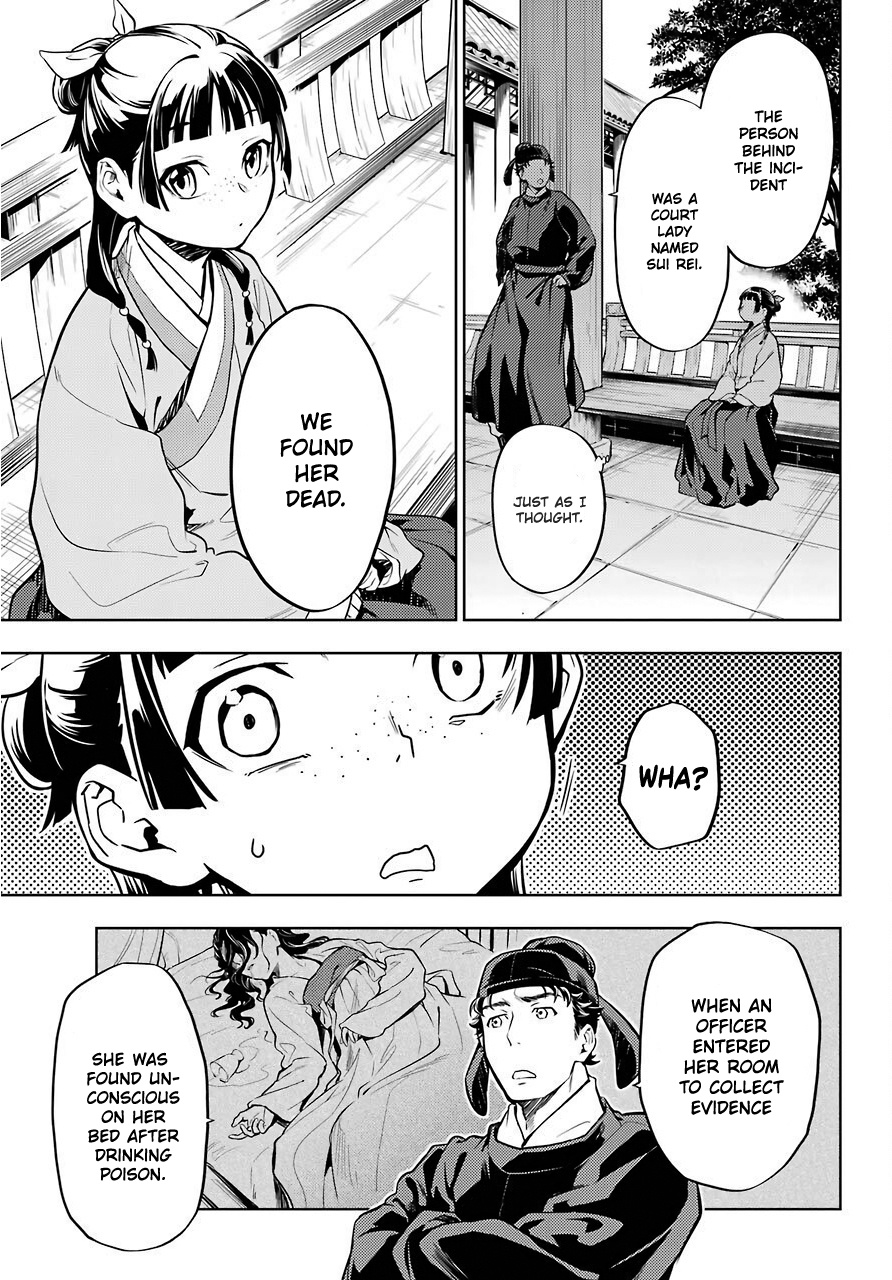 THE
PERSON
BEHIND
THE INCI-
DENT
WAS A
COURT
LADY
NAMED
SUI REI.
JUST AS I
THOUGHT.
WE
FOUND
HER
DEAD.
WHA?
WHEN AN
OFFICER
ENTERED
HER ROOM
TO COLLECT
EVIDENCE
SHE WAS
FOUND UN-
CONSCIOUS
ON HER
BED AFTER
DRINKING
POISON.